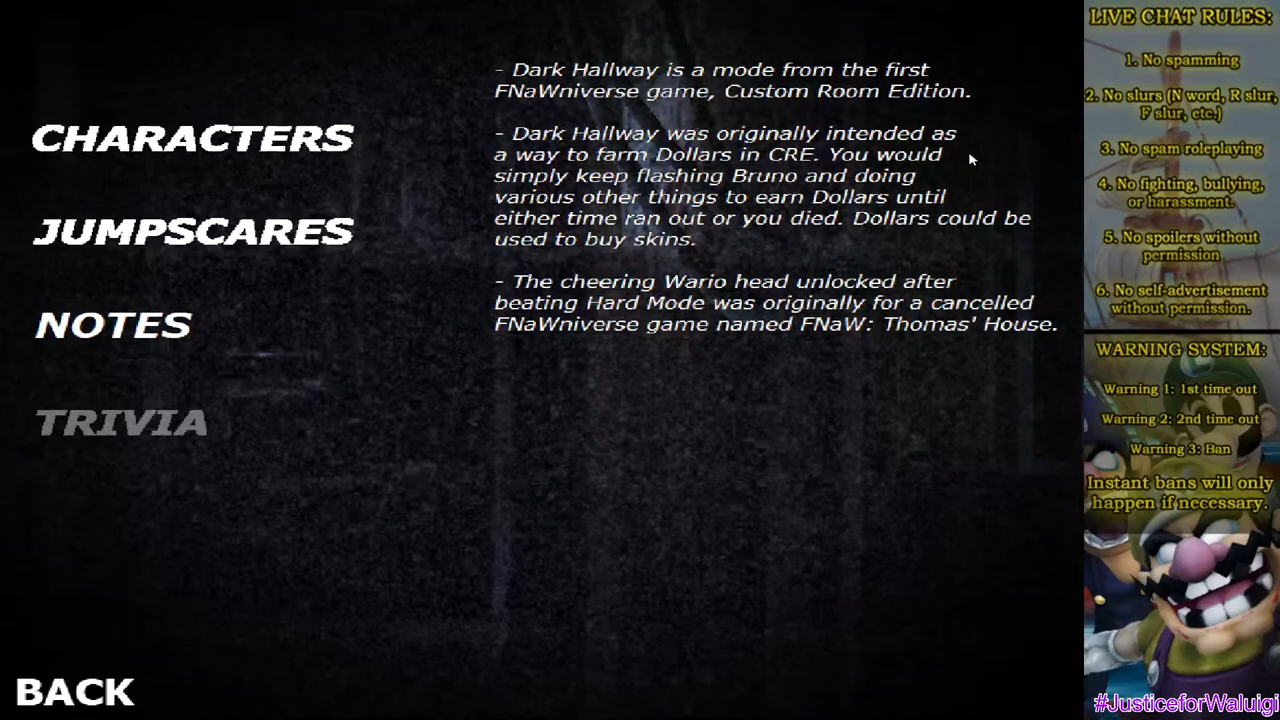 CHARACTERS
JUMPSCARES
NOTES
TRIVIA
BACK
- Dark Hallway is a mode from the first
FNaWniverse game, Custom Room Edition.
- Dark Hallway was originally intended as
a way to farm Dollars in CRE. You would
simply keep flashing Bruno and doing
various other things to earn Dollars until
either time ran out or you died. Dollars could be
used to buy skins.
- The cheering Wario head unlocked after
beating Hard Mode was originally for a cancelled
FNaWniverse game named FNaW: Thomas' House.
LIVE CHAT RULES:
1. No spamming
2. No slurs (N word, R slur,
F slur, etc.)
3. No spam roleplaying
4. No fighting, bullying,
or harassment.
5. No spoilers without
permission
6. No self-advertisement
without permission.
WARNING SYSTEM:
Warning 1: 1st time out
Warning 2: 2nd time out
Warning 3: Ban
Instant bans will only
happen if necessary.
#JusticeforWaluigi